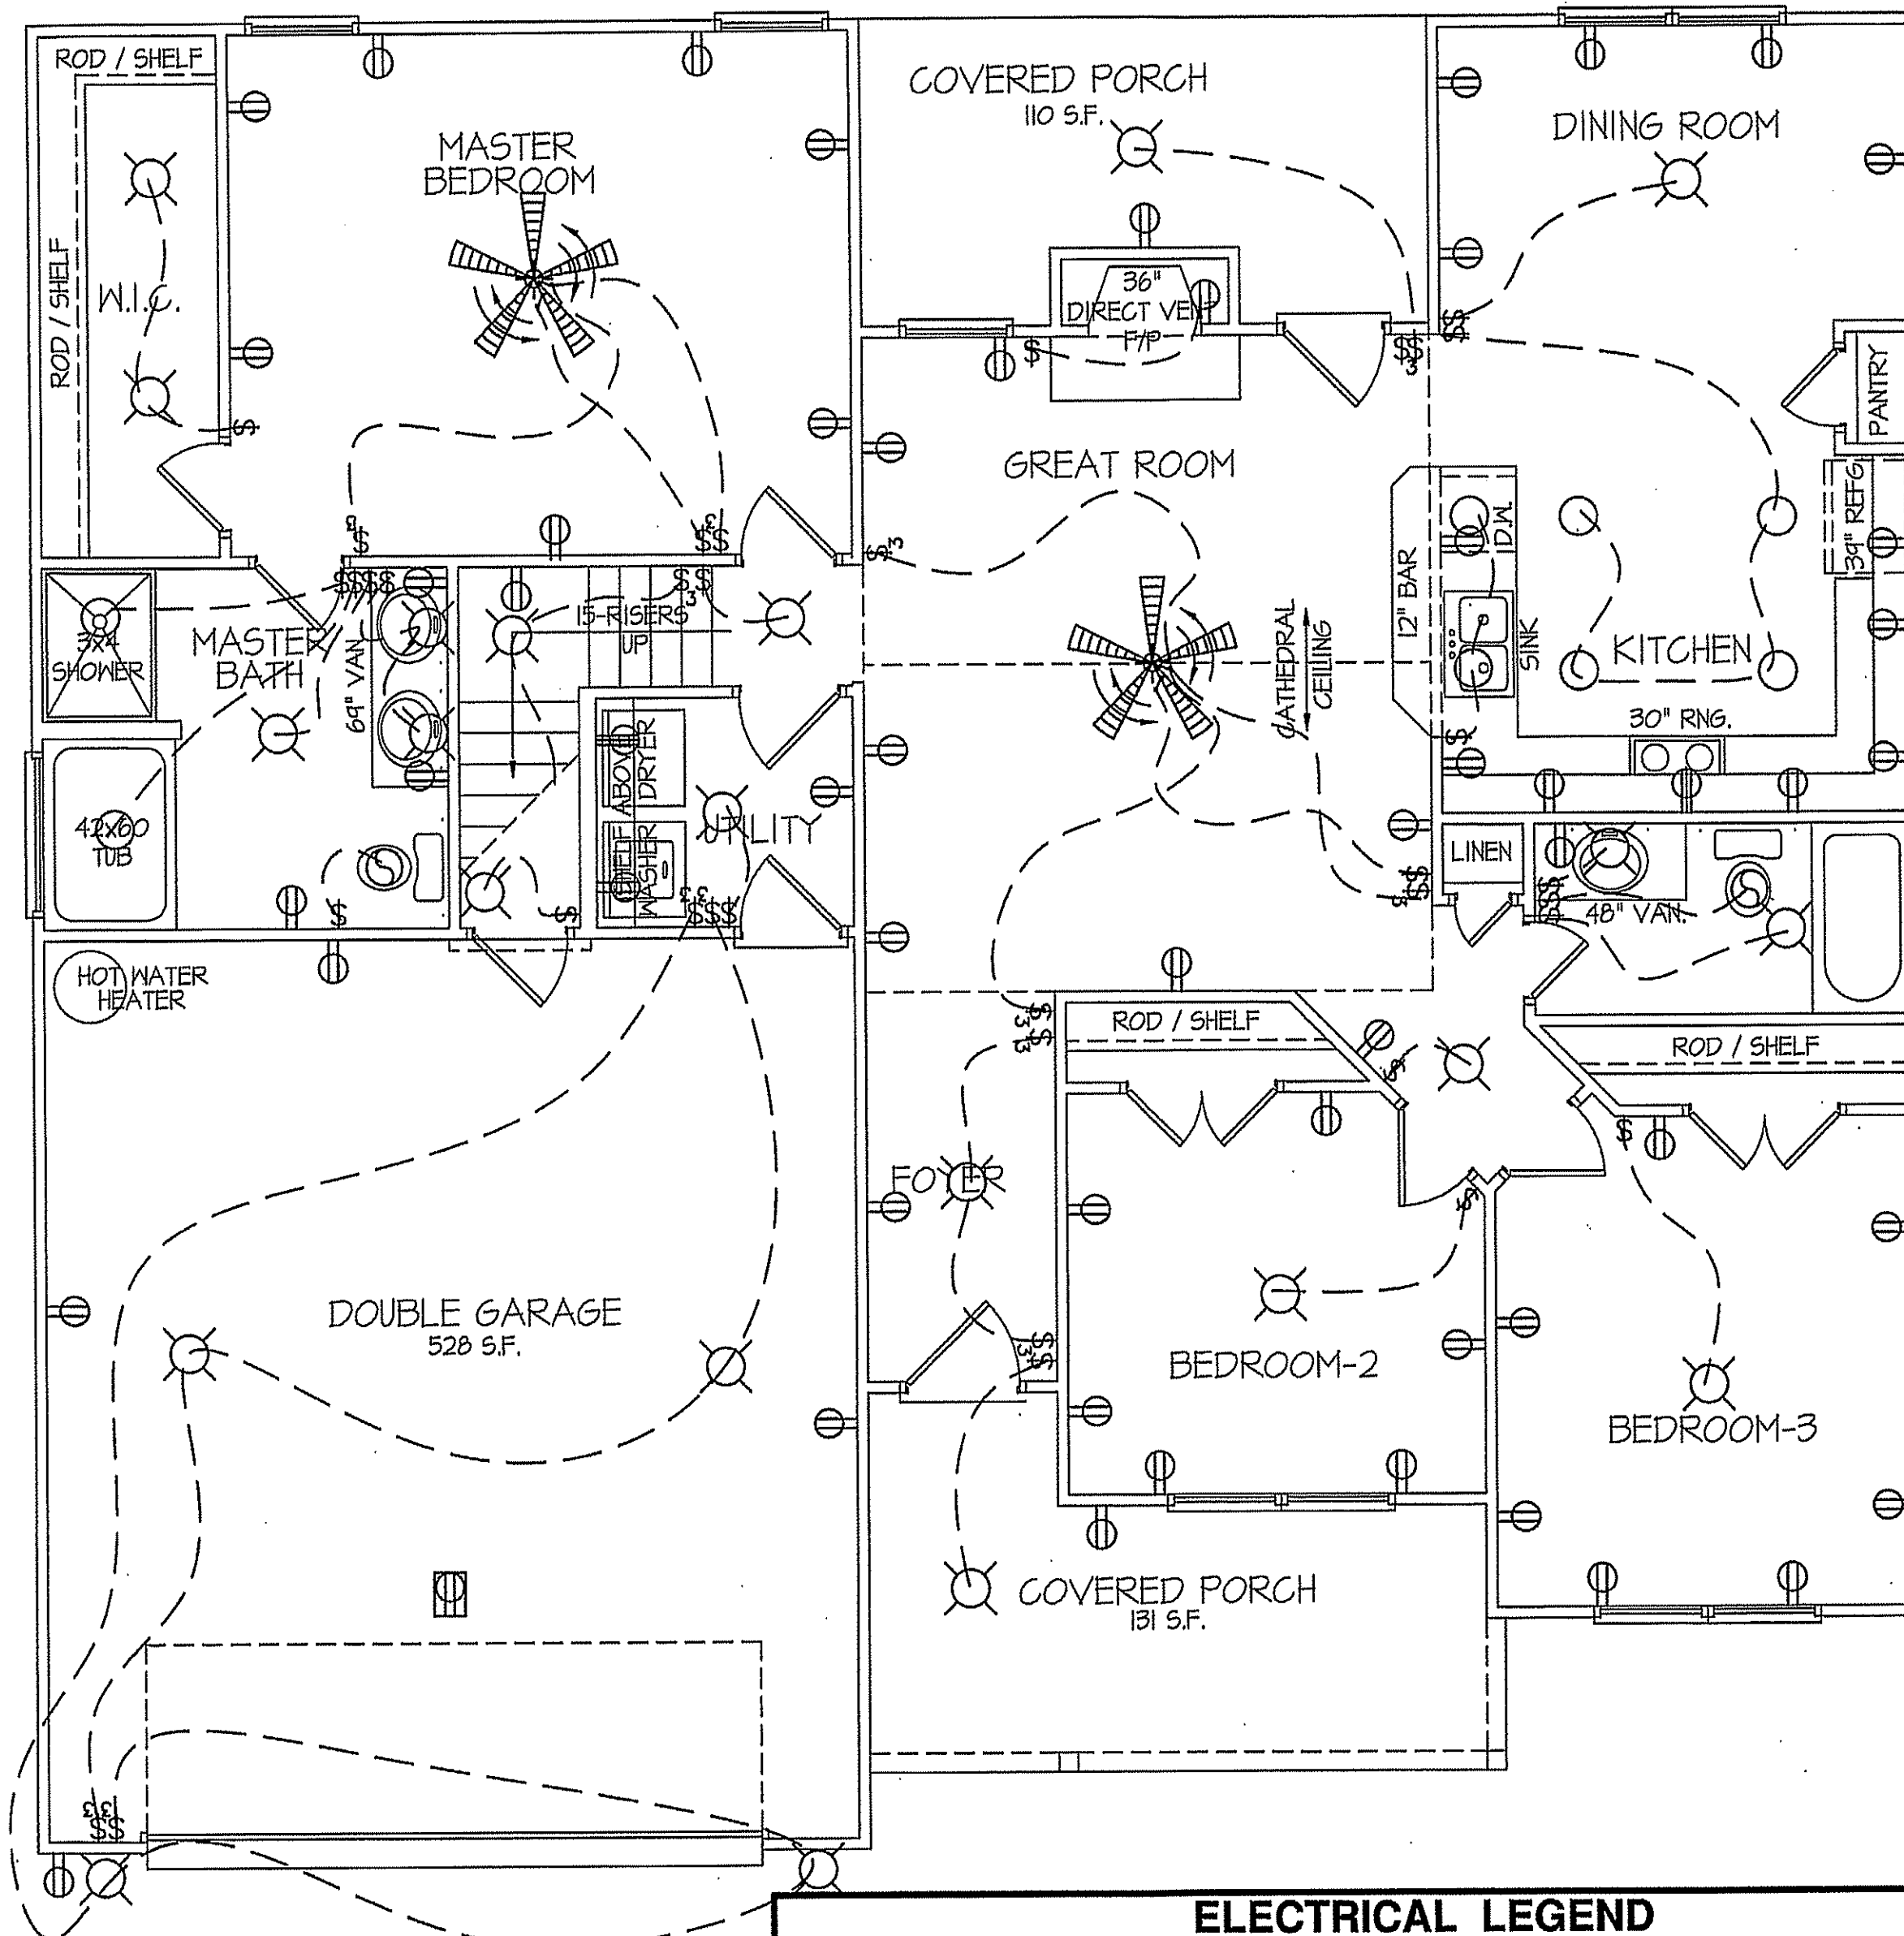 ROD / SHELF
COVERED PORCH
110 S.F.
DINING ROOM
MASTER
BEDROOM
ROD / SHELF
W.I.C.
36"
DIRECT VEN
F/P
PANTRY
GREAT ROOM
39" REFG
D.W.
12" BAR
15-RISERS
UP
CATHEDRAL
CEILING
SINK
KITCHEN
3x4
SHOWER
MASTER
BATH
69" VAN
30" RNG.
SHELF ABOVE
DRYER
WASHER
UTILITY
42x60
TUB
LINEN
48" VAN.
HOT WATER
HEATER
ROD / SHELF
ROD / SHELF
FOYER
DOUBLE GARAGE
528 S.F.
BEDROOM-2
BEDROOM-3
COVERED PORCH
131 S.F.
ELECTRICAL LEGEND